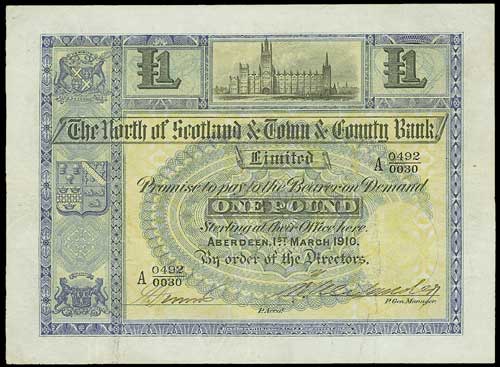 £1 £1
The North of Scotland & Town & County Bank
Limited
A 0492/0030
Promise to pay to the Bearer on Demand
ONE POUND
Sterling at their Office here.
ABERDEEN, 1ST MARCH 1910.
By order of the Directors.
A 0492/0030
P. Acct. P. Gen. Manager.